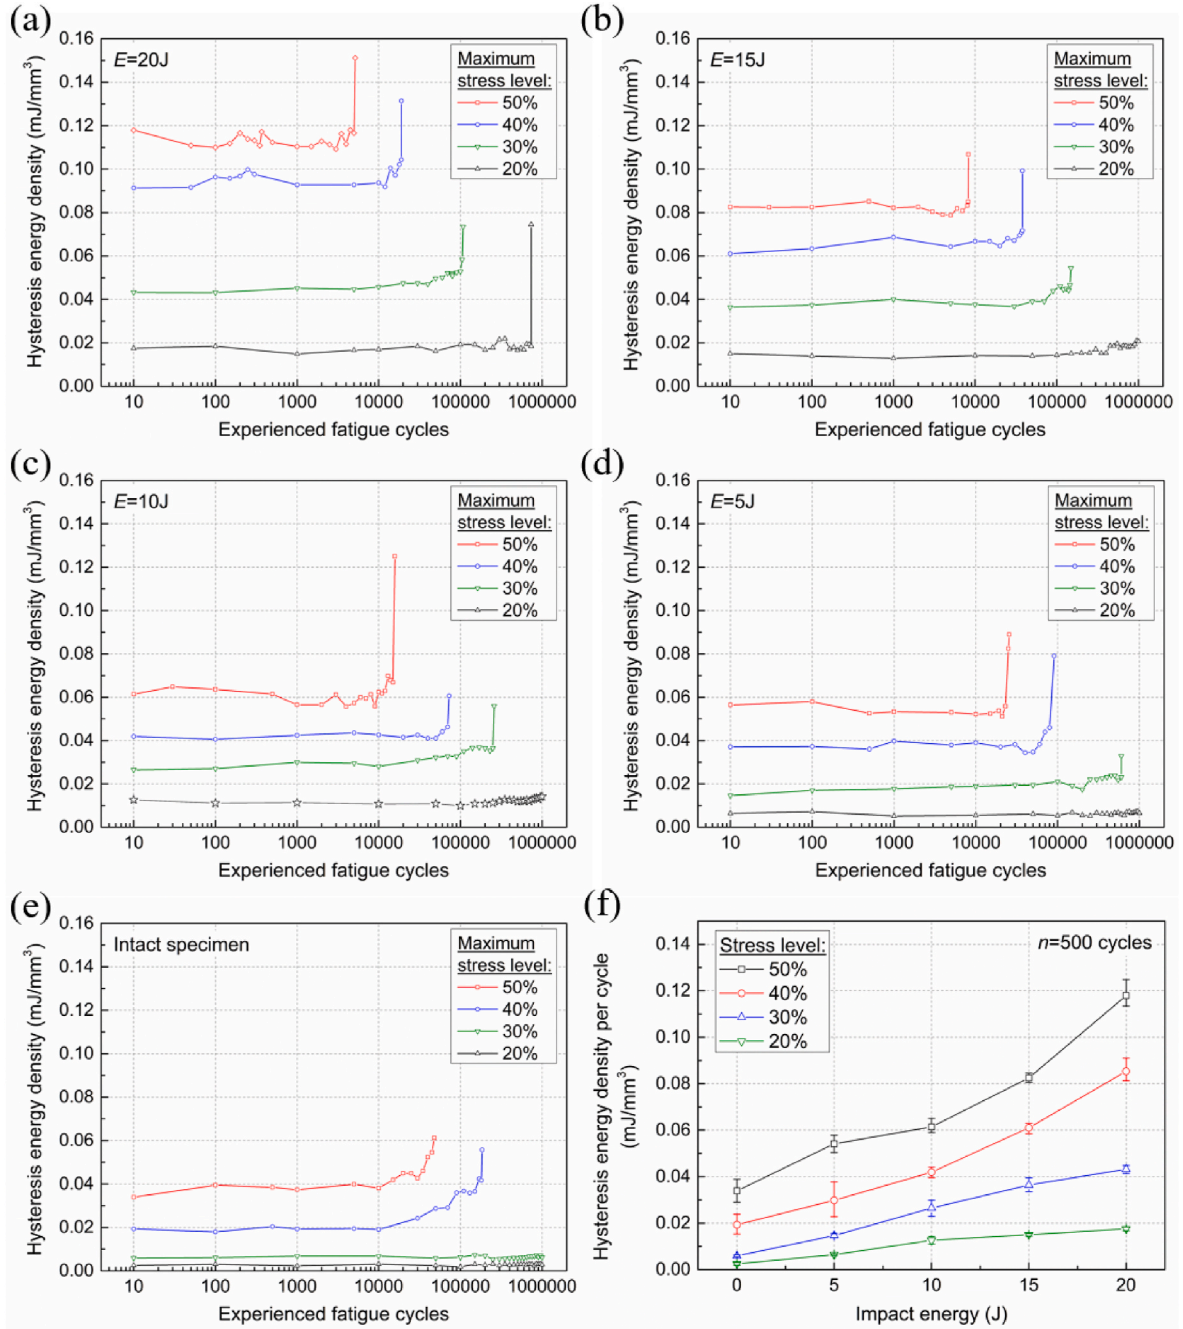 (a)
E=20J
Maximum
stress level:
50%
40%
30%
20%
0.16
0.14
0.12
0.10
0.08
0.06
0.04
0.02
0.00
Hysteresis energy density (mJ/mm³)
10 100 1000 10000 100000 1000000
Experienced fatigue cycles
(b)
E=15J
Maximum
stress level:
50%
40%
30%
20%
0.16
0.14
0.12
0.10
0.08
0.06
0.04
0.02
0.00
Hysteresis energy density (mJ/mm³)
10 100 1000 10000 100000 1000000
Experienced fatigue cycles
(c)
E=10J
Maximum
stress level:
50%
40%
30%
20%
0.16
0.14
0.12
0.10
0.08
0.06
0.04
0.02
0.00
Hysteresis energy density (mJ/mm³)
10 100 1000 10000 100000 1000000
Experienced fatigue cycles
(d)
E=5J
Maximum
stress level:
50%
40%
30%
20%
0.16
0.14
0.12
0.10
0.08
0.06
0.04
0.02
0.00
Hysteresis energy density (mJ/mm³)
10 100 1000 10000 100000 1000000
Experienced fatigue cycles
(e)
Intact specimen
Maximum
stress level:
50%
40%
30%
20%
0.16
0.14
0.12
0.10
0.08
0.06
0.04
0.02
0.00
Hysteresis energy density (mJ/mm³)
10 100 1000 10000 100000 1000000
Experienced fatigue cycles
(f)
Stress level:
50%
40%
30%
20%
n=500 cycles
0.14
0.12
0.10
0.08
0.06
0.04
0.02
0.00
Hysteresis energy density per cycle
(mJ/mm³)
0 5 10 15 20
Impact energy (J)